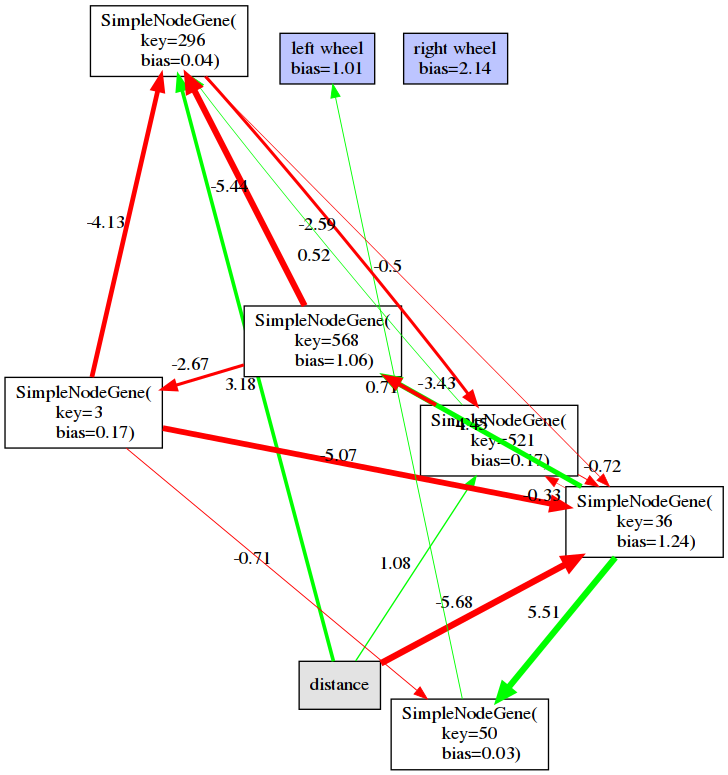 SimpleNodeGene(
key=296
bias=0.04)
left wheel
bias=1.01
right wheel
bias=2.14
-5.44
-4.13
-2.59
0.52
-0.5
SimpleNodeGene(
key=568
bias=1.06)
-2.67
3.18
0.71
-3.43
SimpleNodeGene(
key=3
bias=0.17)
SimpleNodeGene(
key=521
bias=0.17)
4.45
-5.07
-0.72
-0.33
SimpleNodeGene(
key=36
bias=1.24)
-0.71
1.08
-5.68
5.51
distance
SimpleNodeGene(
key=50
bias=0.03)